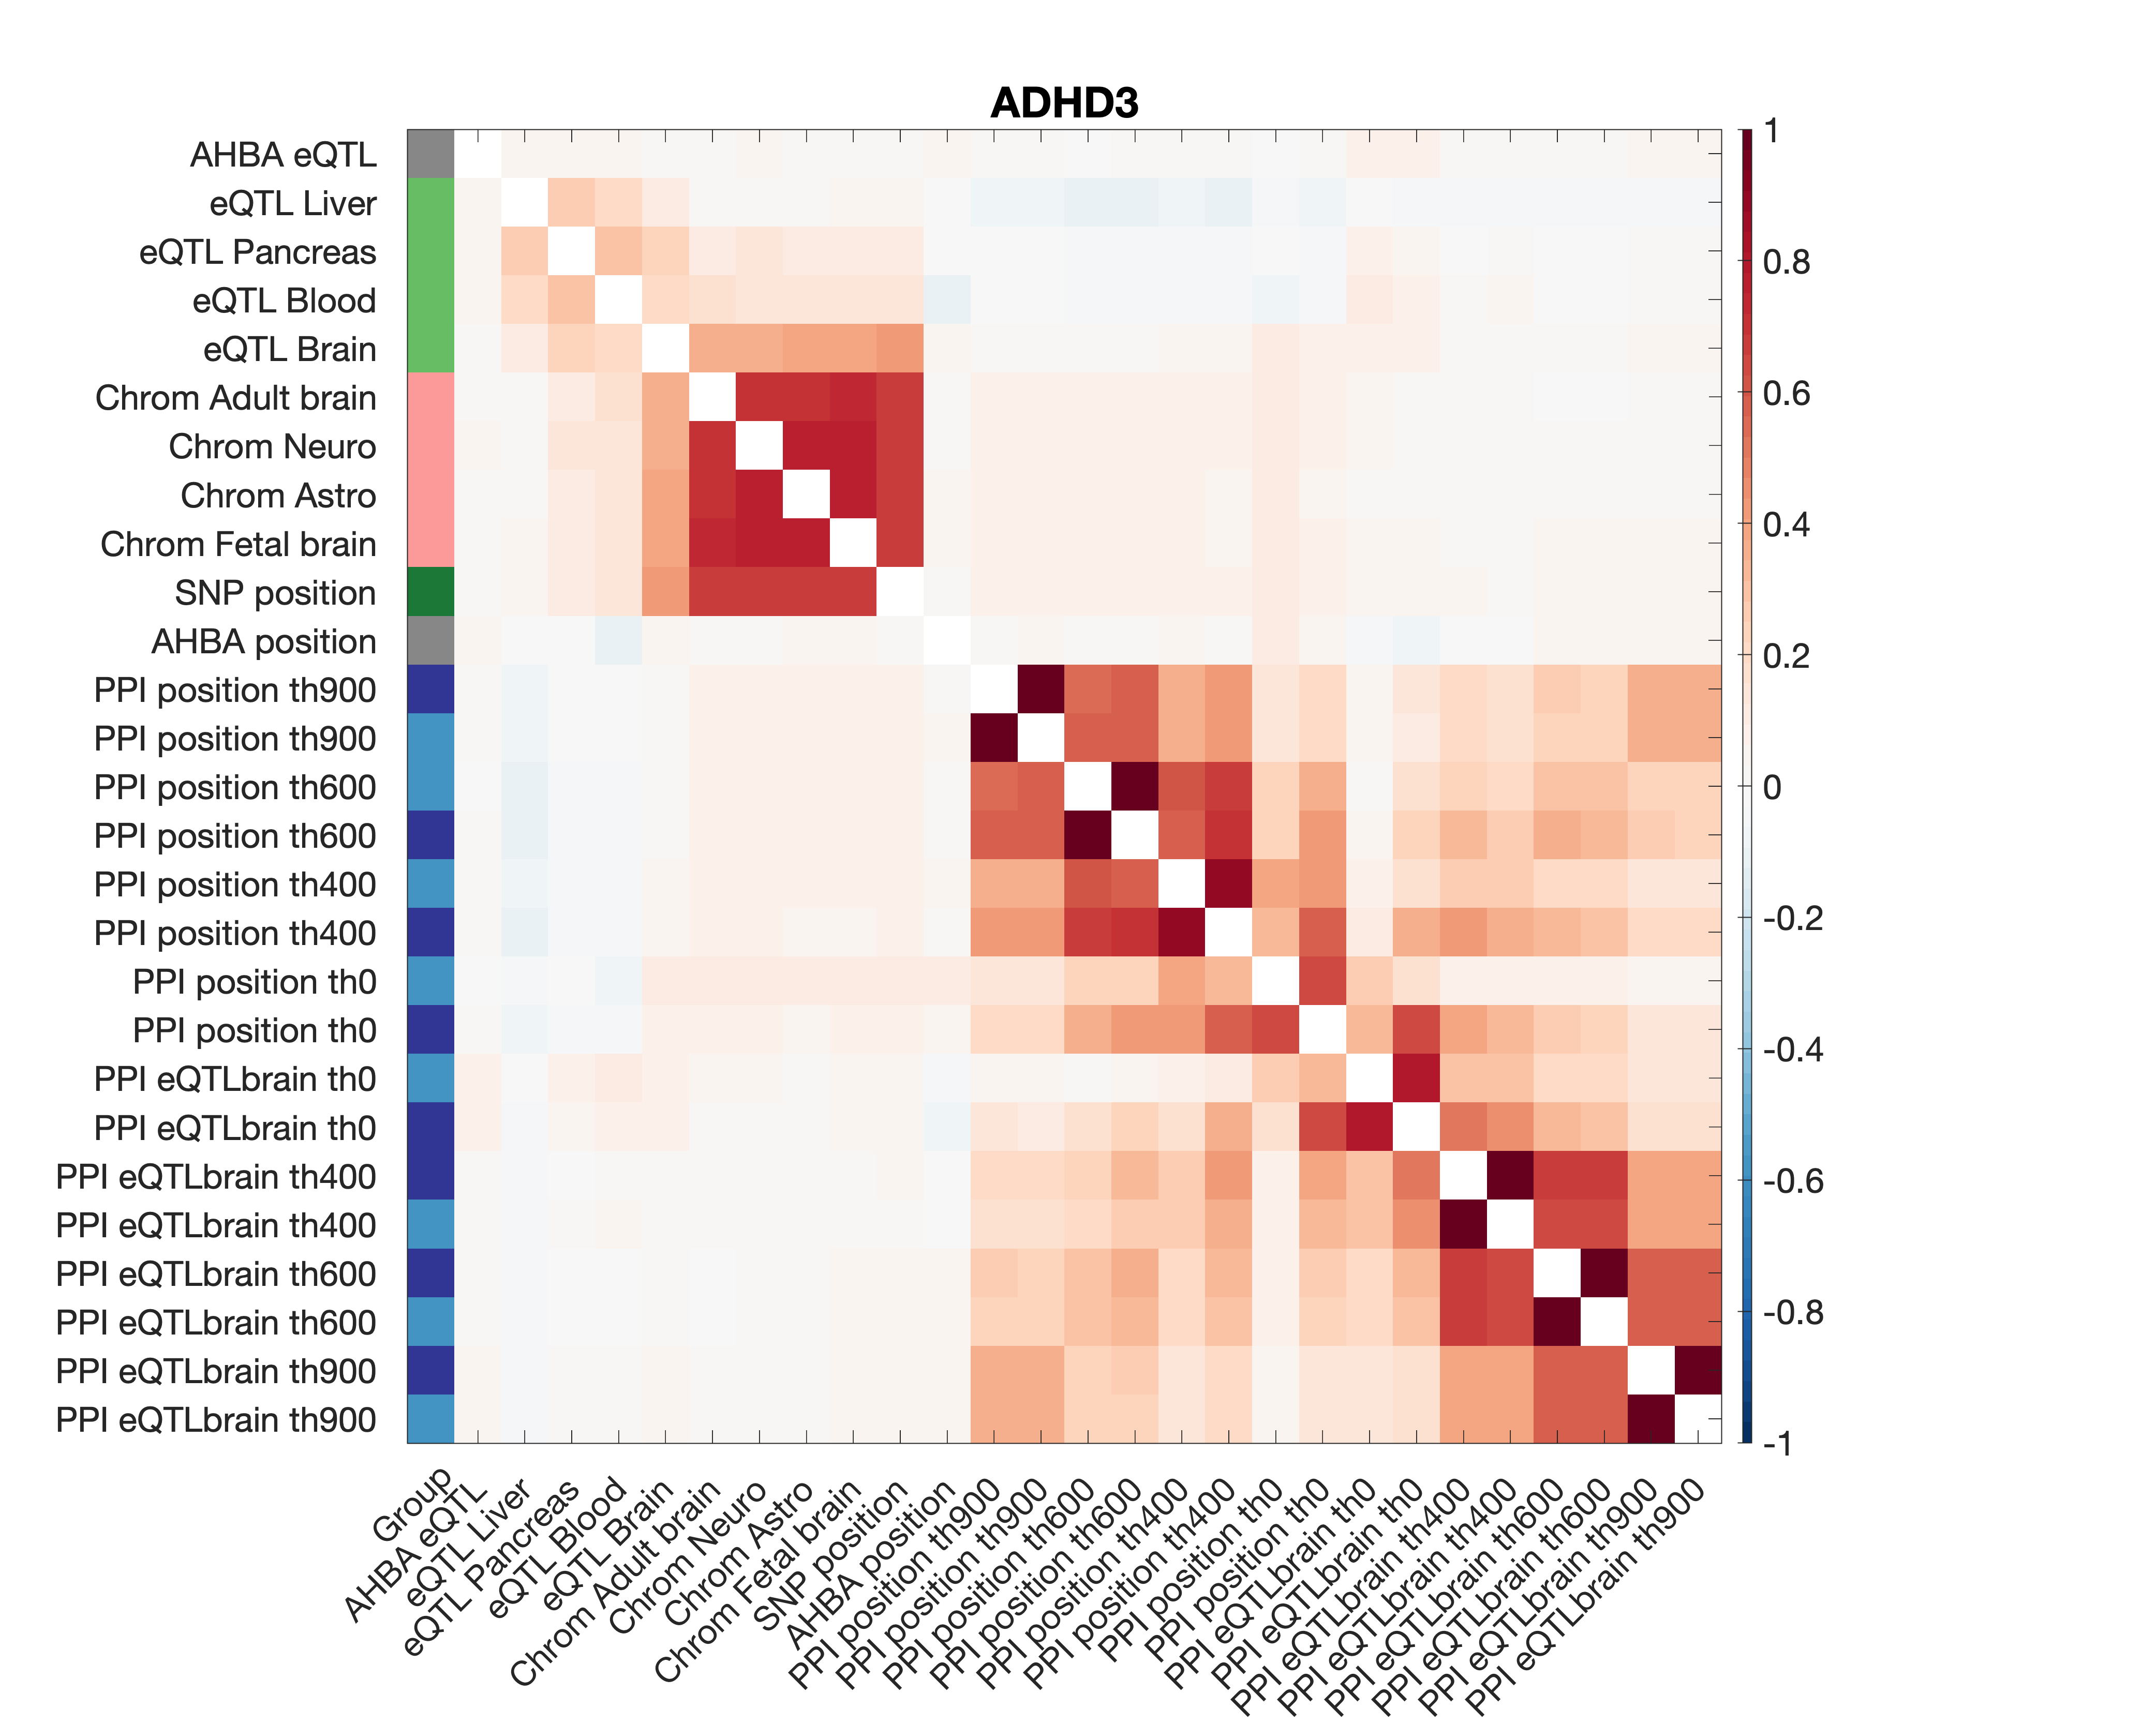 ADHD3
AHBA eQTL
eQTL Liver
eQTL Pancreas
eQTL Blood
eQTL Brain
Chrom Adult brain
Chrom Neuro
Chrom Astro
Chrom Fetal brain
SNP position
AHBA position
PPI position th900
PPI position th900
PPI position th600
PPI position th600
PPI position th400
PPI position th400
PPI position th0
PPI position th0
PPI eQTLbrain th0
PPI eQTLbrain th0
PPI eQTLbrain th400
PPI eQTLbrain th400
PPI eQTLbrain th600
PPI eQTLbrain th600
PPI eQTLbrain th900
PPI eQTLbrain th900
1
0.8
0.6
0.4
0.2
0
-0.2
-0.4
-0.6
-0.8
-1
Group
AHBA eQTL
eQTL Liver
eQTL Pancreas
eQTL Blood
eQTL Brain
Chrom Adult brain
Chrom Neuro
Chrom Astro
Chrom Fetal brain
SNP position
AHBA position
PPI position th900
PPI position th900
PPI position th600
PPI position th600
PPI position th400
PPI position th400
PPI position th0
PPI position th0
PPI eQTLbrain th0
PPI eQTLbrain th0
PPI eQTLbrain th400
PPI eQTLbrain th400
PPI eQTLbrain th600
PPI eQTLbrain th600
PPI eQTLbrain th900
PPI eQTLbrain th900